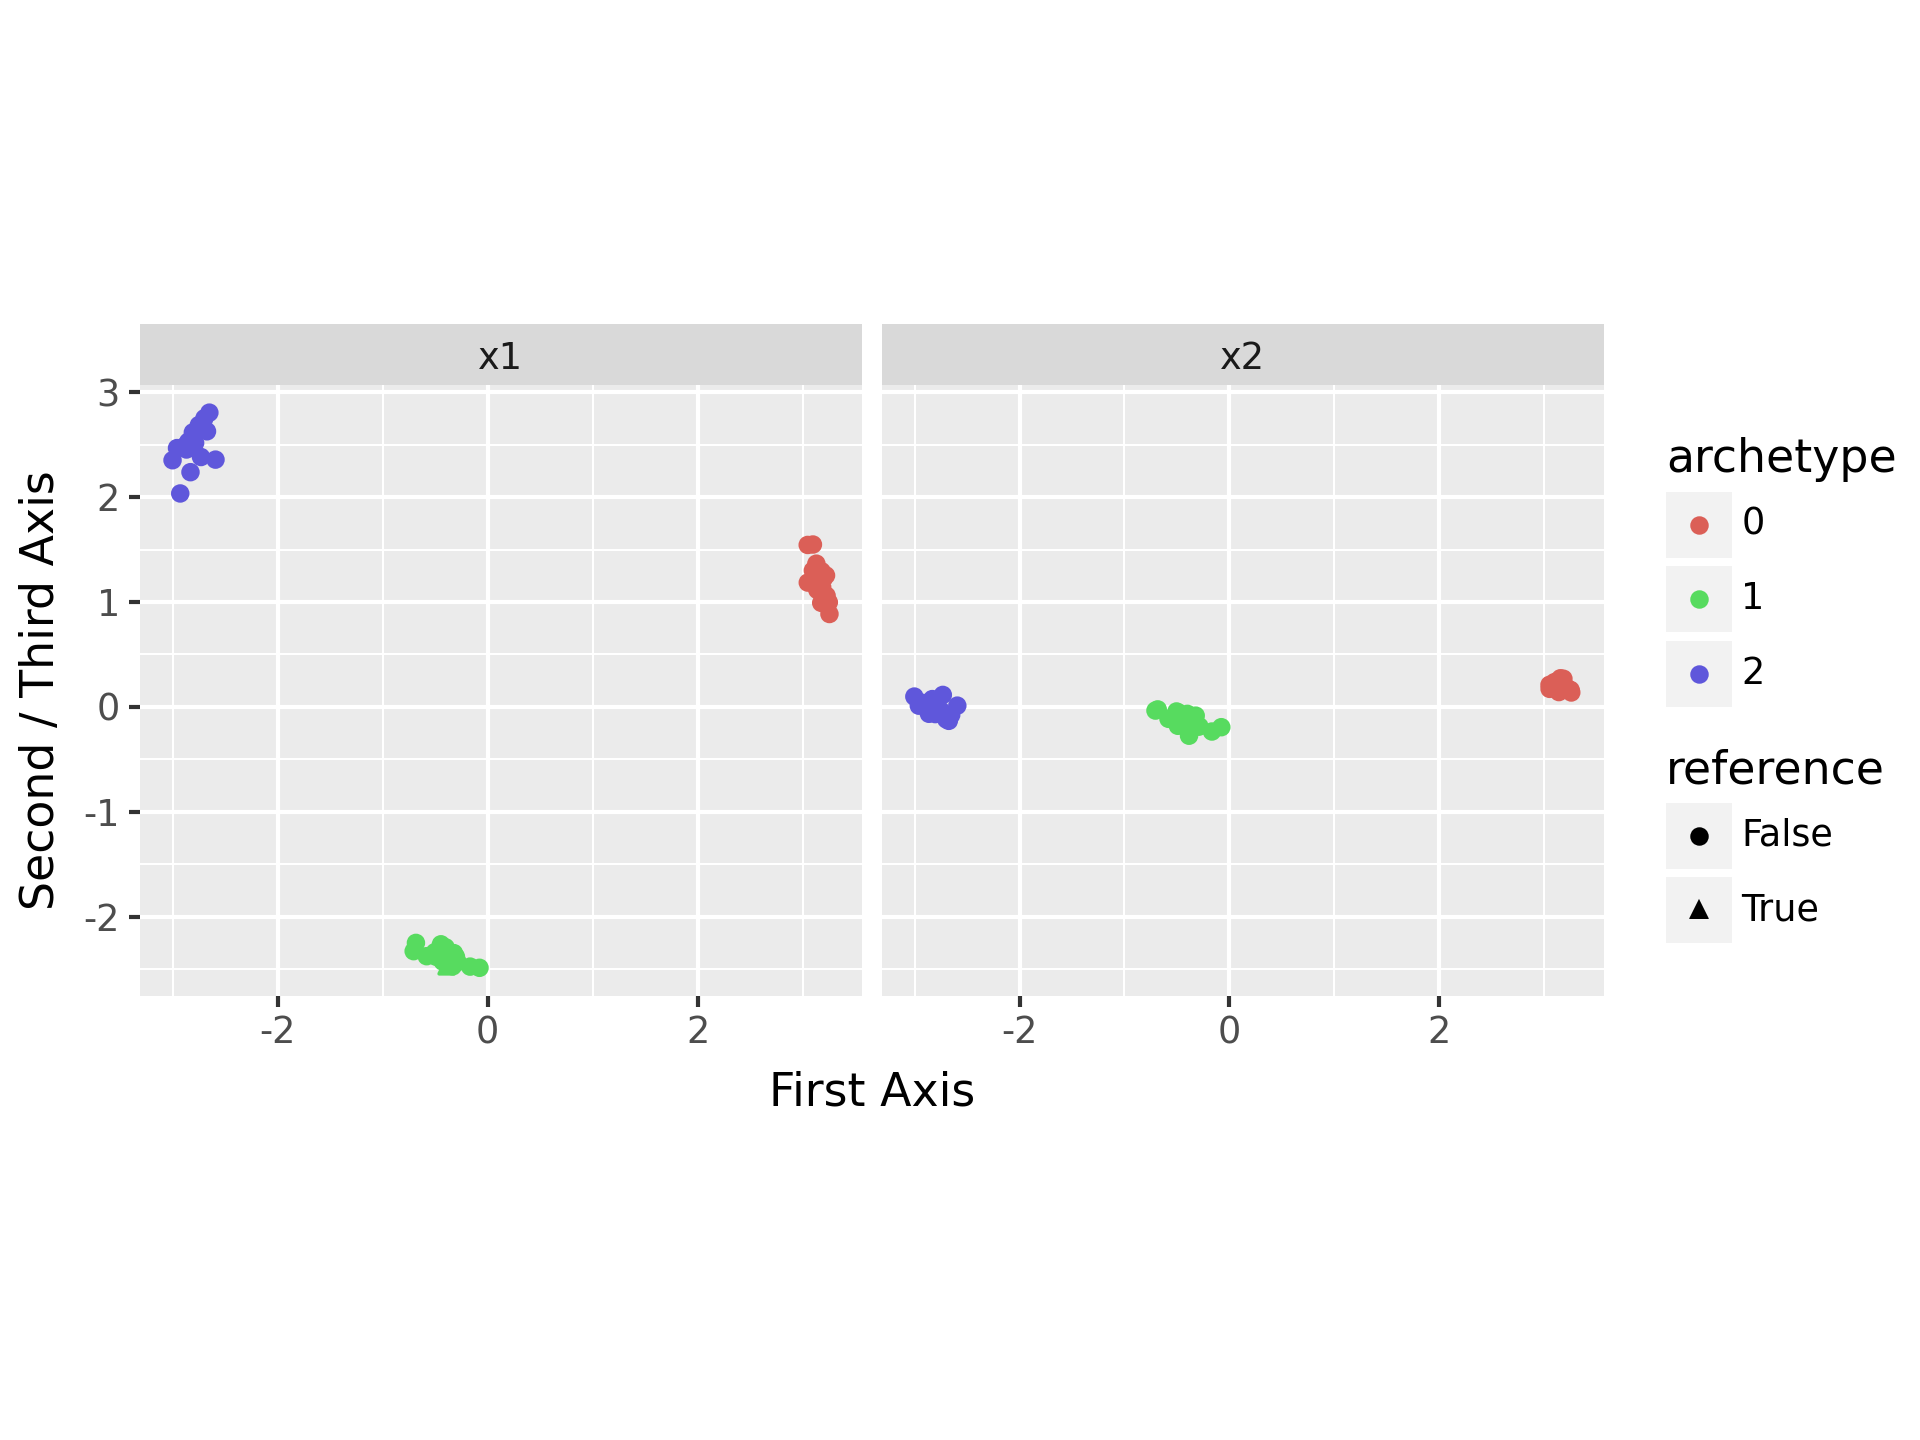 x1 x2
3
2
1
0
-1
-2
Second / Third Axis
-2 0 2 -2 0 2
First Axis
archetype
0
1
2
reference
False
True